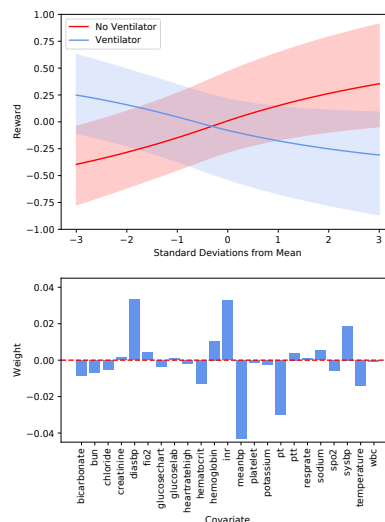 No Ventilator
Ventilator
1.00
0.75
0.50
0.25
0.00
−0.25
−0.50
−0.75
−1.00
Reward
−3 −2 −1 0 1 2 3
Standard Deviations from Mean
0.04
0.02
0.00
−0.02
−0.04
Weight
bicarbonate
bun
chloride
creatinine
diasbp
fio2
glucosechart
glucoselab
heartratehigh
hematocrit
hemoglobin
inr
meanbp
platelet
potassium
pt
ptt
resprate
sodium
spo2
sysbp
temperature
wbc
Covariate